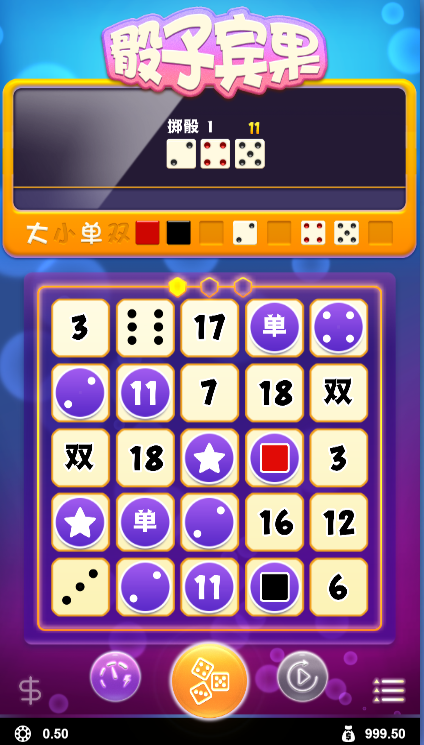 骰子宾果
掷骰 1 11
大 小 单 双
3 17 单
11 7 18 双
双 18 3
单 16 12
11 6
$
0.50 999.50